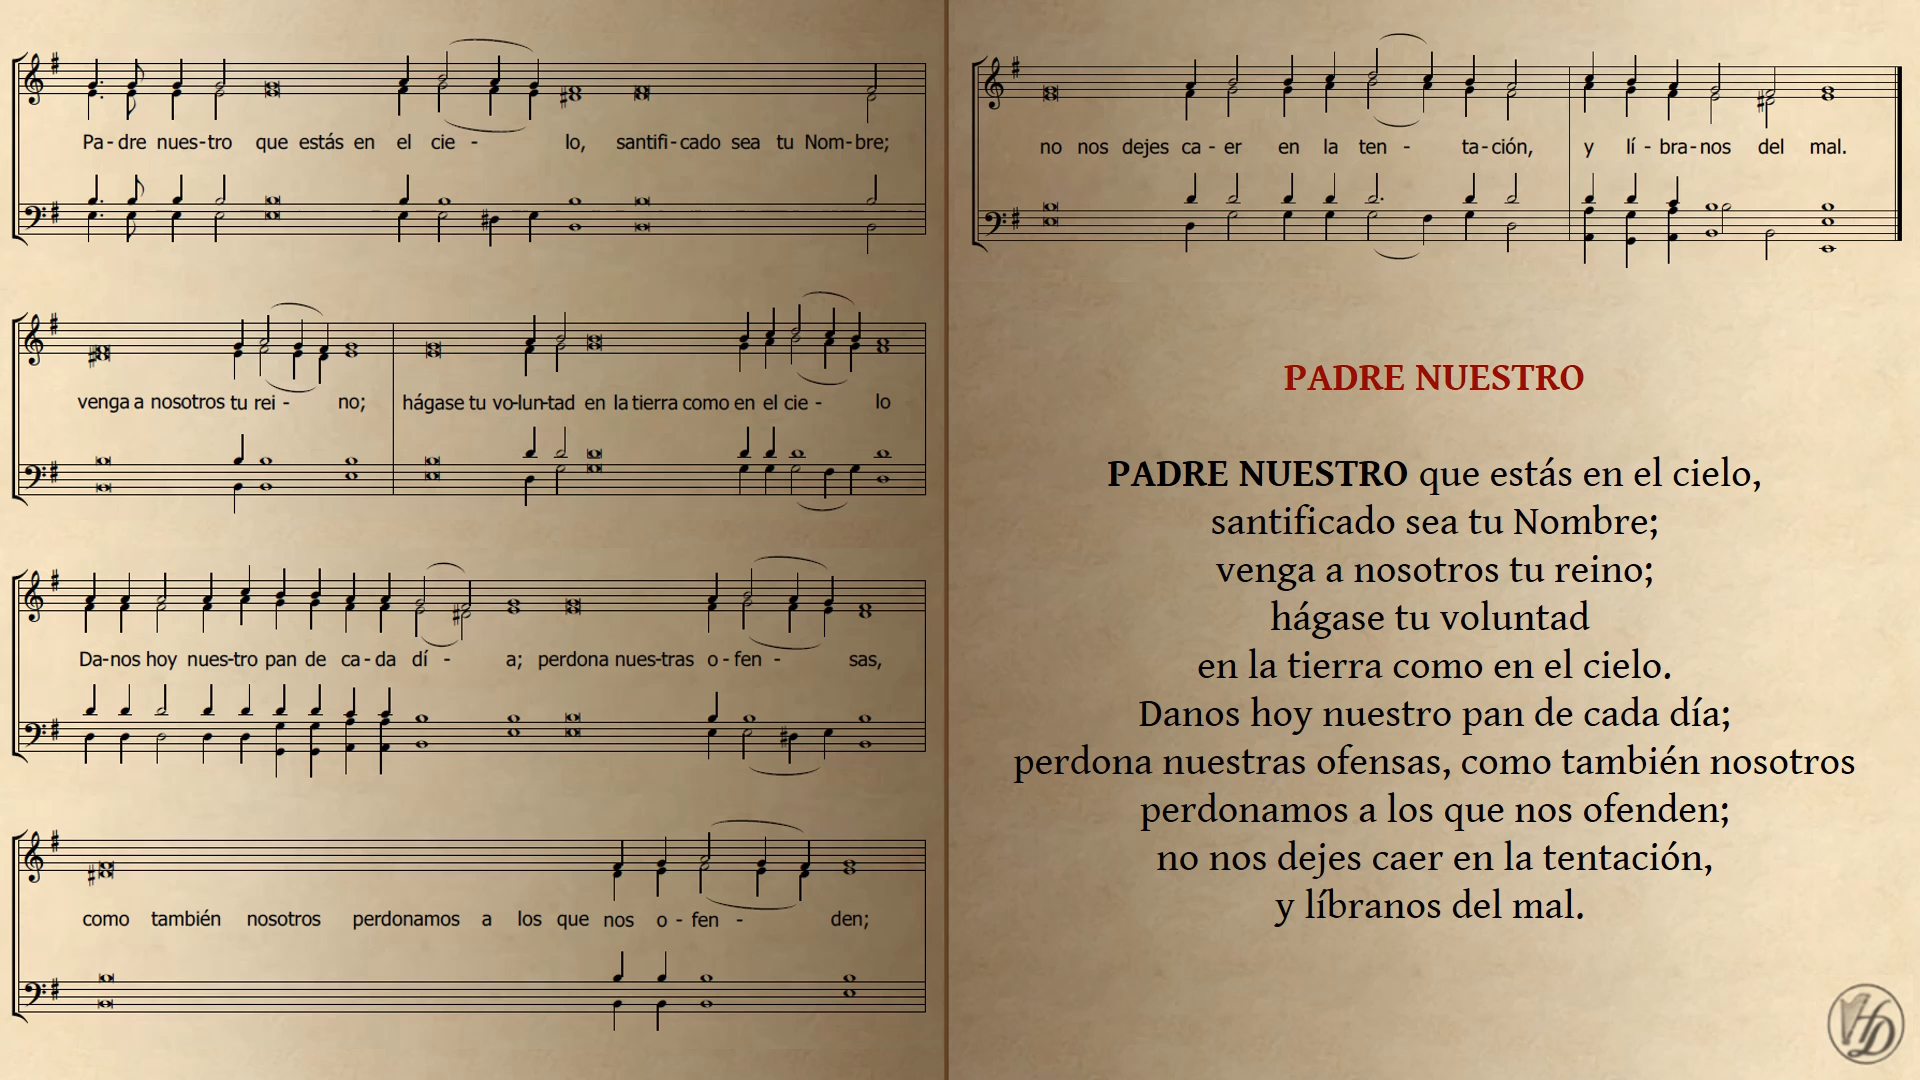 Pa-dre nues-tro que estás en el cie - lo, santifi-cado sea tu Nom-bre;
venga a nosotros tu rei - no; hágase tu vo-lun-tad en la tierra como en el cie - lo
Da-nos hoy nues-tro pan de ca-da dí - a; perdona nues-tras o-fen - sas,
como también nosotros perdonamos a los que nos o-fen - den;
no nos dejes ca-er en la ten - ta-ción, y lí-bra-nos del mal.
PADRE NUESTRO
PADRE NUESTRO que estás en el cielo,
santificado sea tu Nombre;
venga a nosotros tu reino;
hágase tu voluntad
en la tierra como en el cielo.
Danos hoy nuestro pan de cada día;
perdona nuestras ofensas, como también nosotros
perdonamos a los que nos ofenden;
no nos dejes caer en la tentación,
y líbranos del mal.
HD